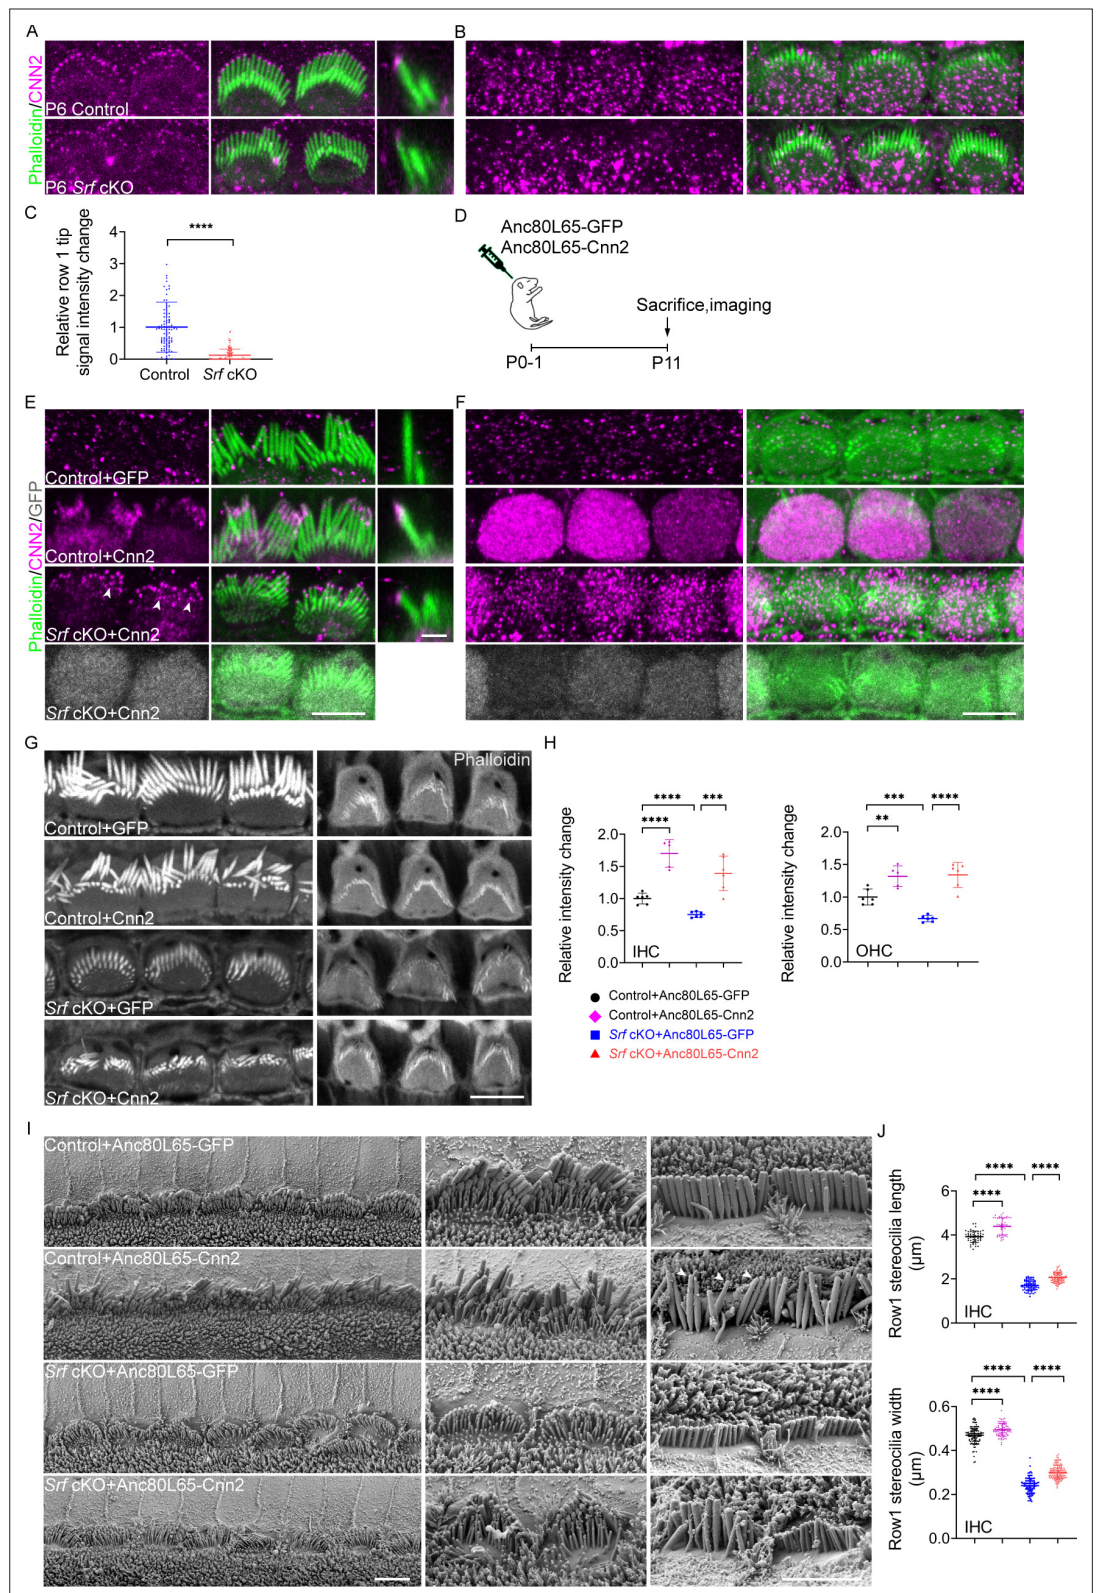 A
B
Phalloidin/CNN2
P6 Control
P6 Srf cKO
C
Relative row 1 tip
signal intensity change
4
3
2
1
0
****
Control
Srf cKO
D
Anc80L65-GFP
Anc80L65-Cnn2
Sacrifice,imaging
P0-1
P11
E
F
Phalloidin/CNN2/GFP
Control+GFP
Control+Cnn2
Srf cKO+Cnn2
Srf cKO+Cnn2
G
Phalloidin
Control+GFP
Control+Cnn2
Srf cKO+GFP
Srf cKO+Cnn2
H
Relative intensity change
2.0
1.5
1.0
0.5
0.0
**** ***
****
IHC
Relative intensity change
2.0
1.5
1.0
0.5
0.0
*** ****
**
OHC
Control+Anc80L65-GFP
Control+Anc80L65-Cnn2
Srf cKO+Anc80L65-GFP
Srf cKO+Anc80L65-Cnn2
I
Control+Anc80L65-GFP
Control+Anc80L65-Cnn2
Srf cKO+Anc80L65-GFP
Srf cKO+Anc80L65-Cnn2
J
Row1 stereocilia length
(μm)
6
4
2
0
**** ****
****
IHC
Row1 stereocilia width
(μm)
0.6
0.4
0.2
0.0
**** ****
****
IHC